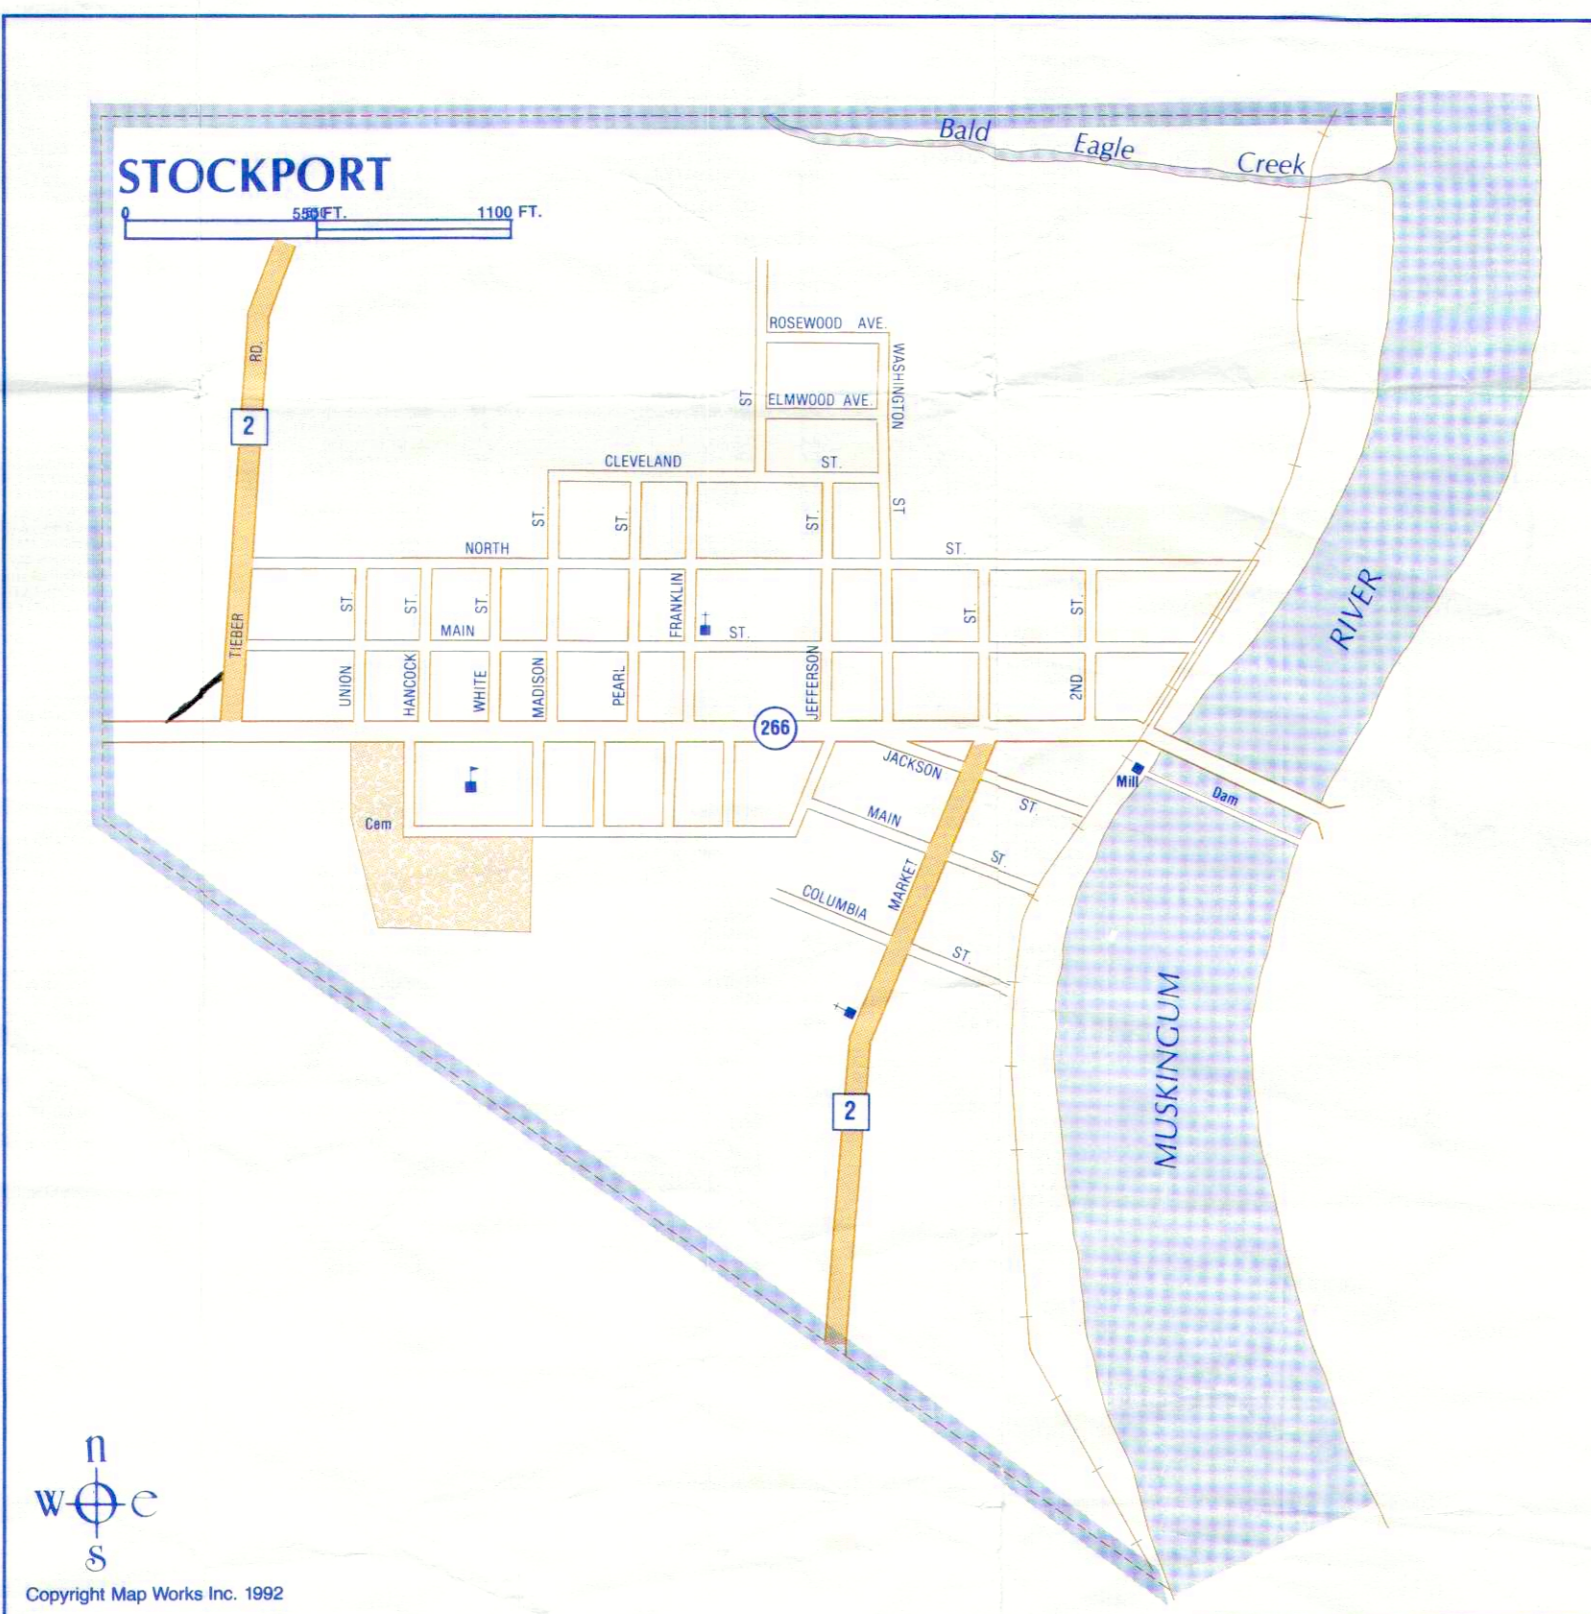 Bald Eagle Creek
STOCKPORT
0 550 FT. 1100 FT.
ROSEWOOD AVE.
RD.
WASHINGTON
ST
2
ST
ELMWOOD AVE.
CLEVELAND ST.
ST.
ST.
ST.
NORTH ST.
RIVER
FRANKLIN
ST.
ST.
ST.
ST.
ST.
MAIN ST.
TIEBER
UNION
HANCOCK
WHITE
MADISON
PEARL
JEFFERSON
2ND
266
JACKSON ST.
Mill
Dam
Cem
MAIN ST.
MARKET
COLUMBIA ST.
MUSKINGUM
2
n
w e
s
Copyright Map Works Inc. 1992